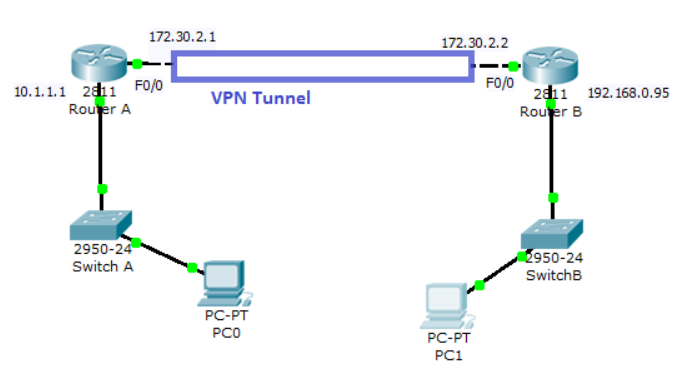 172.30.2.1
172.30.2.2
10.1.1.1
2811
Router A
F0/0
VPN Tunnel
F0/0
2811
Router B
192.168.0.95
2950-24
Switch A
2950-24
SwitchB
PC-PT
PC0
PC-PT
PC1